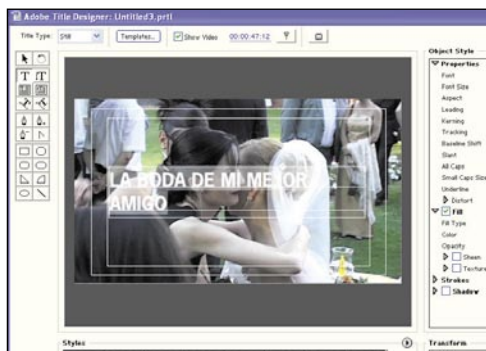 Adobe Title Designer: Untitled3.prtl
Title Type: Still Templates... Show Video 00:00:47:12
Object Style
Properties
Font
Font Size
Aspect
Leading
Kerning
Tracking
Baseline Shift
Slant
All Caps
Small Caps Size
Underline
Distort
Fill
Fill Type
Color
Opacity
Sheen
Texture
Strokes
Shadow
LA BODA DE MI MEJOR
AMIGO
Styles
Transform